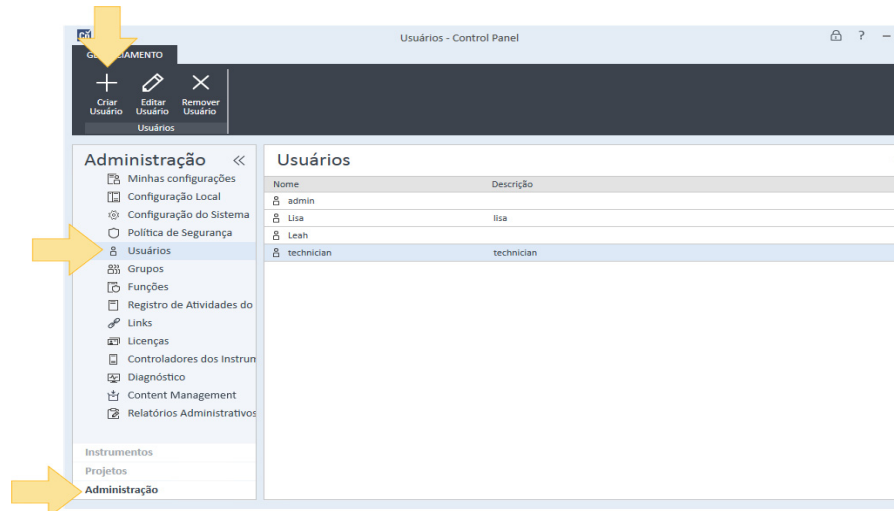 Usuários - Control Panel
?
Criar Usuário
Editar Usuário
Remover Usuário
Usuários
Administração
Minhas configurações
Configuração Local
Configuração do Sistema
Política de Segurança
Usuários
Grupos
Funções
Registro de Atividades do
Links
Licenças
Controladores dos Instrum
Diagnóstico
Content Management
Relatórios Administrativos
Instrumentos
Projetos
Administração
Usuários
Nome Descrição
admin
Lisa lisa
Leah
technician technician